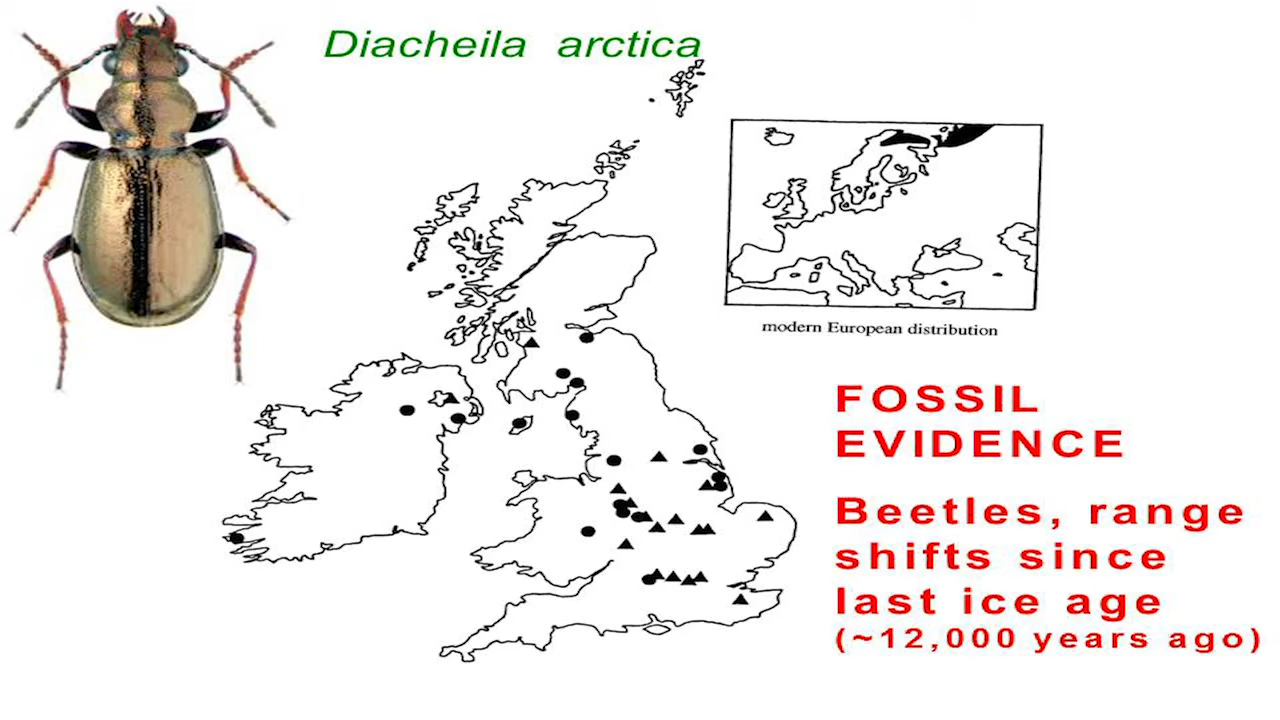 Diacheila arctica
modern European distribution
FOSSIL
EVIDENCE
Beetles, range
shifts since
last ice age
(~12,000 years ago)